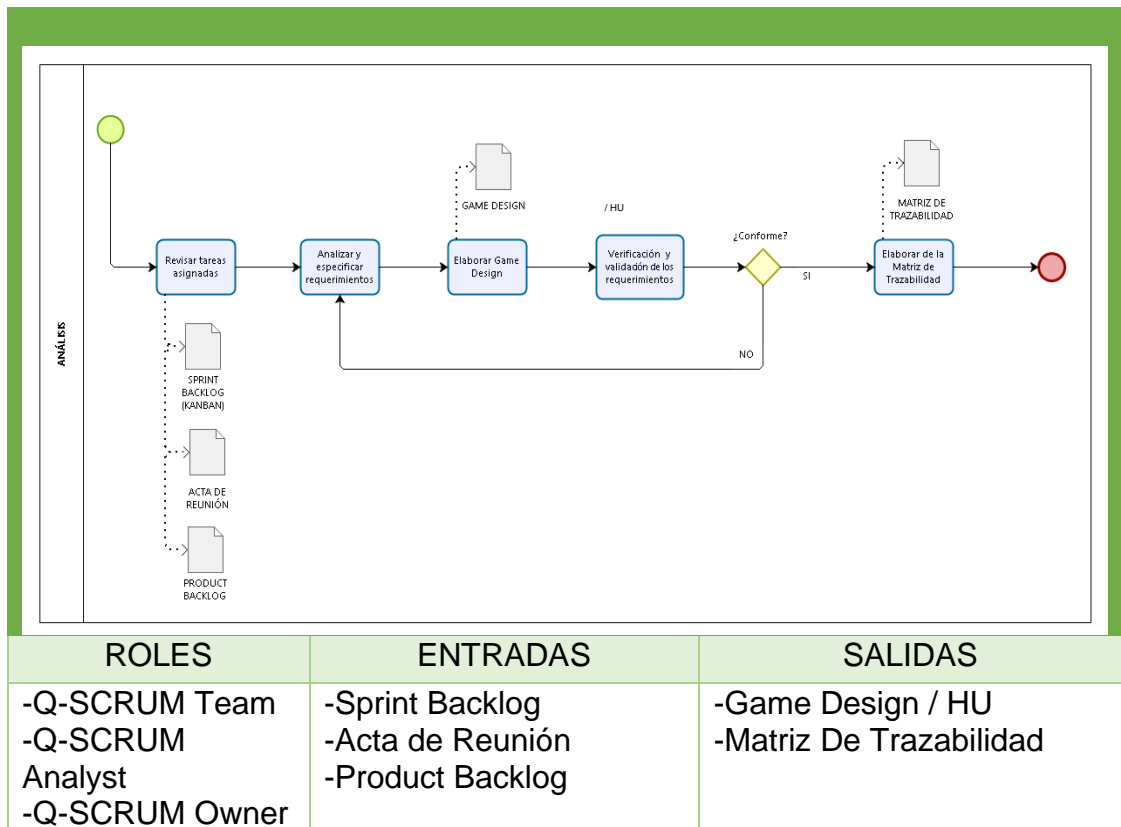 ANÁLISIS
GAME DESIGN
/ HU
MATRIZ DE
TRAZABILIDAD
¿Conforme?
Revisar tareas
asignadas
Analizar y
especificar
requerimientos
Elaborar Game
Design
Verificación y
validación de los
requerimientos
SI
Elaborar de la
Matriz de
Trazabilidad
NO
SPRINT
BACKLOG
(KANBAN)
ACTA DE
REUNIÓN
PRODUCT
BACKLOG
ROLES
ENTRADAS
SALIDAS
-Q-SCRUM Team
-Q-SCRUM
Analyst
-Q-SCRUM Owner
-Sprint Backlog
-Acta de Reunión
-Product Backlog
-Game Design / HU
-Matriz De Trazabilidad